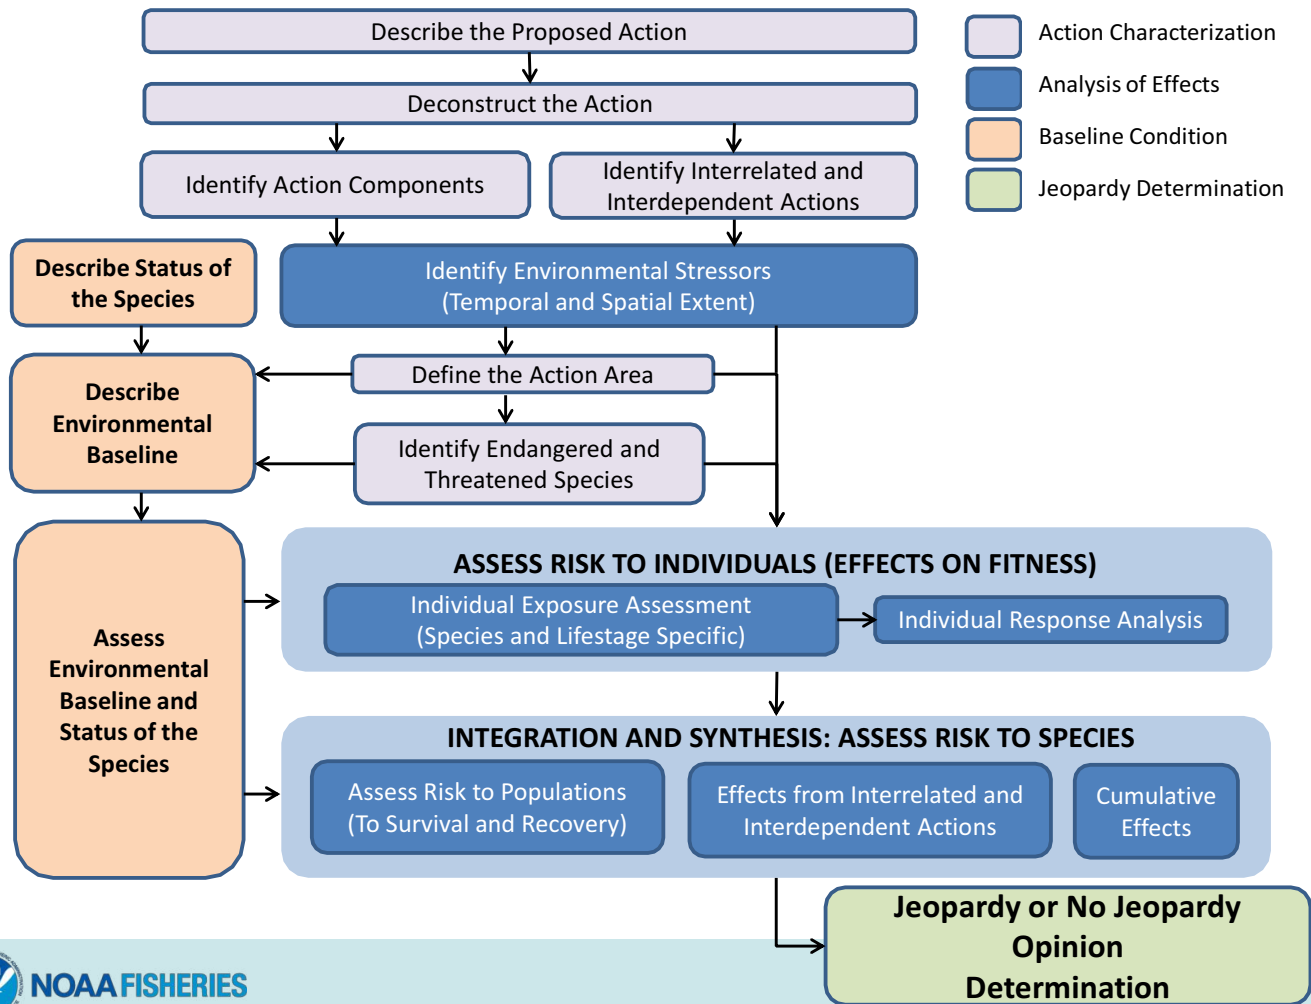 Describe the Proposed Action
Deconstruct the Action
Identify Action Components
Identify Interrelated and
Interdependent Actions
Action Characterization
Analysis of Effects
Baseline Condition
Jeopardy Determination
Describe Status of
the Species
Identify Environmental Stressors
(Temporal and Spatial Extent)
Describe
Environmental
Baseline
Define the Action Area
Identify Endangered and
Threatened Species
Assess
Environmental
Baseline and
Status of the
Species
ASSESS RISK TO INDIVIDUALS (EFFECTS ON FITNESS)
Individual Exposure Assessment
(Species and Lifestage Specific)
Individual Response Analysis
INTEGRATION AND SYNTHESIS: ASSESS RISK TO SPECIES
Assess Risk to Populations
(To Survival and Recovery)
Effects from Interrelated and
Interdependent Actions
Cumulative
Effects
Jeopardy or No Jeopardy
Opinion
Determination
NOAA FISHERIES